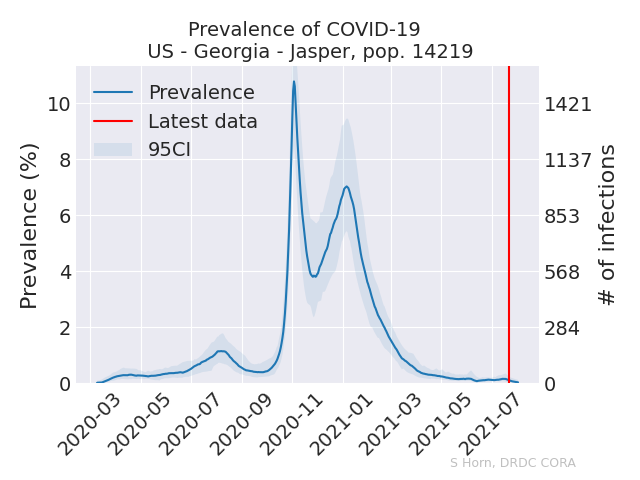 Prevalence of COVID-19
US - Georgia - Jasper, pop. 14219
Prevalence
Latest data
95CI
Prevalence (%)
10
8
6
4
2
0
1421
1137
853
568
284
0
# of infections
2020-03
2020-05
2020-07
2020-09
2020-11
2021-01
2021-03
2021-05
2021-07
S Horn, DRDC CORA